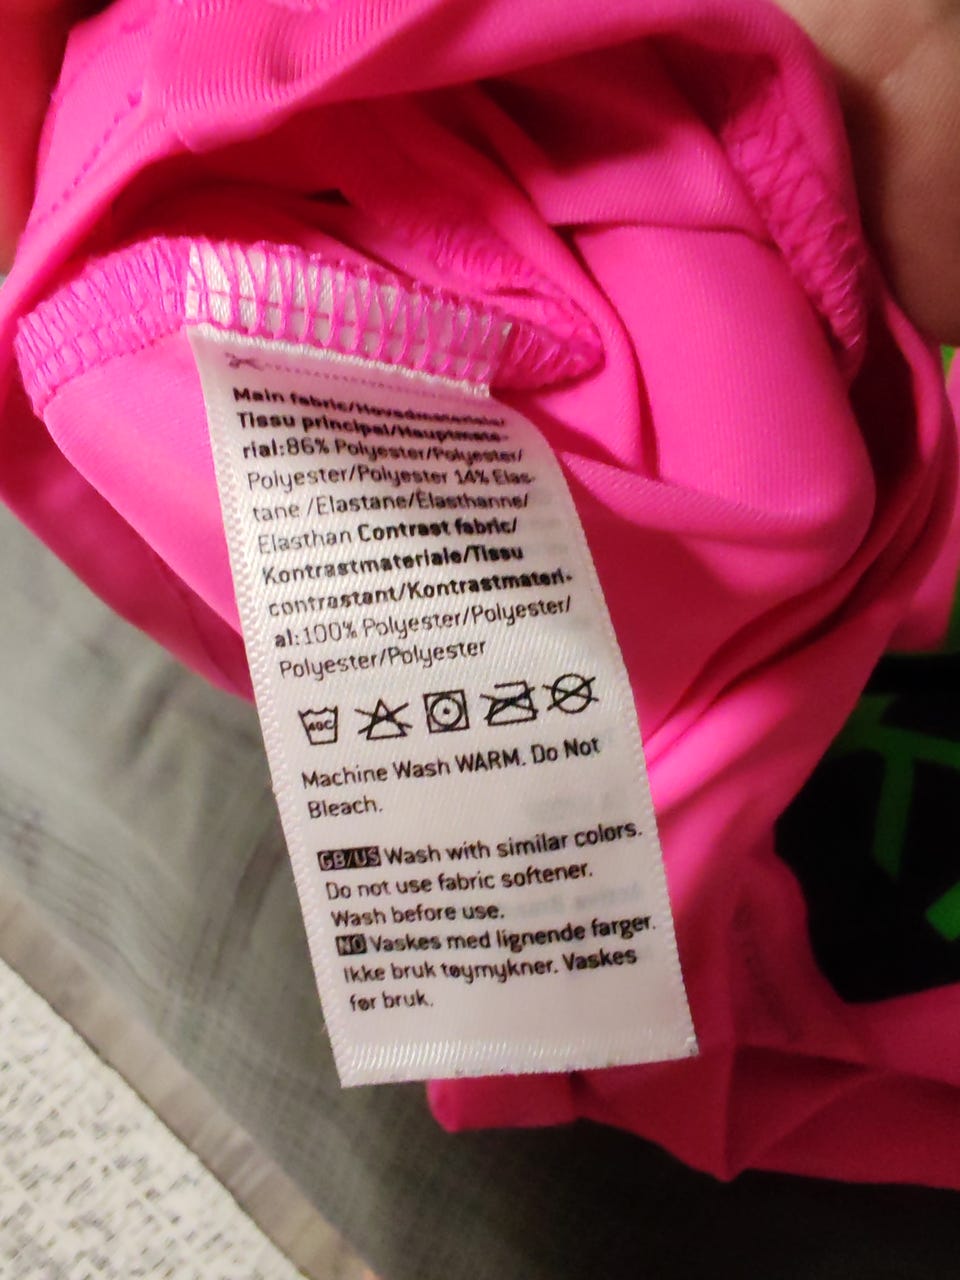 Main fabric/Hovedmateriale/
Tissu principal/Hauptmate-
rial:86% Polyester/Polyester/
Polyester/Polyester 14% Elas-
tane /Elastane/Élasthanne/
Elasthan Contrast fabric/
Kontrastmateriale/Tissu
contrastant/Kontrastmateri-
al:100% Polyester/Polyester/
Polyester/Polyester
40C
Machine Wash WARM. Do Not
Bleach.
GB/US Wash with similar colors.
Do not use fabric softener.
Wash before use.
NO Vaskes med lignende farger.
Ikke bruk tøymykner. Vaskes
før bruk.